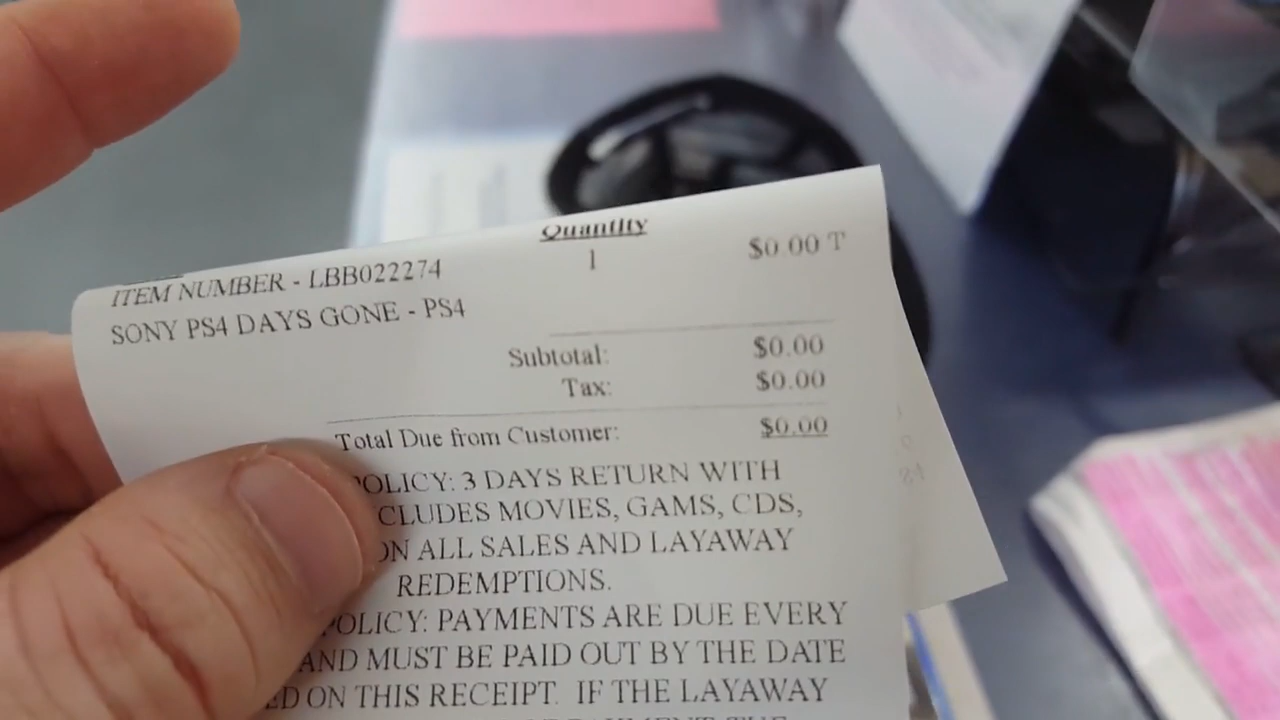 Quantity
ITEM NUMBER - LBB022274 1 $0.00 T
SONY PS4 DAYS GONE - PS4
Subtotal: $0.00
Tax: $0.00
Total Due from Customer: $0.00
POLICY: 3 DAYS RETURN WITH
CLUDES MOVIES, GAMS, CDS,
ON ALL SALES AND LAYAWAY
REDEMPTIONS.
POLICY: PAYMENTS ARE DUE EVERY
AND MUST BE PAID OUT BY THE DATE
ED ON THIS RECEIPT. IF THE LAYAWAY